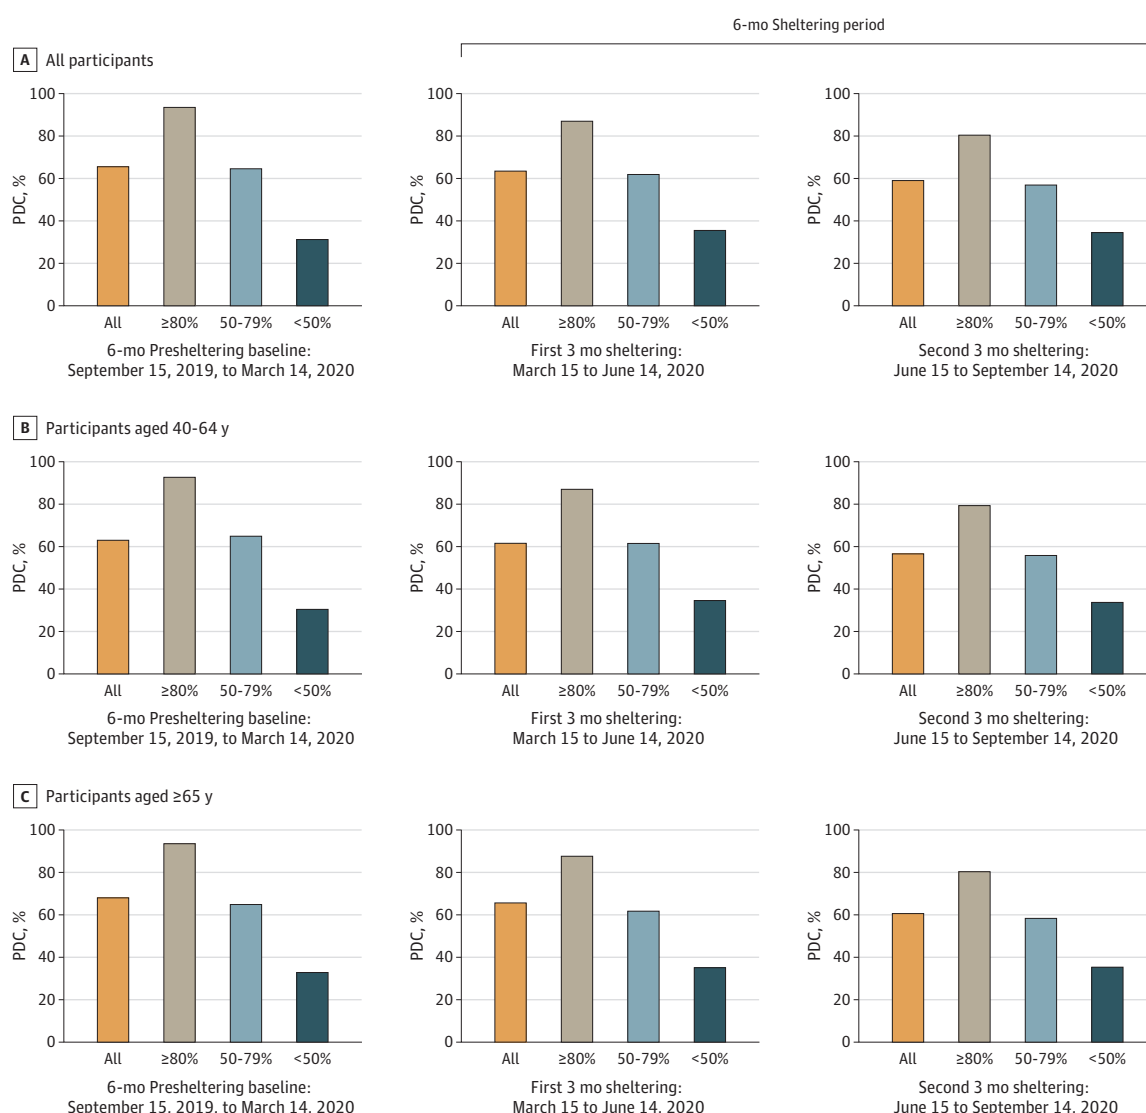 6-mo Sheltering period
A All participants
PDC, %
100
80
60
40
20
0
All ≥80% 50-79% <50%
6-mo Presheltering baseline:
September 15, 2019, to March 14, 2020
PDC, %
100
80
60
40
20
0
All ≥80% 50-79% <50%
First 3 mo sheltering:
March 15 to June 14, 2020
PDC, %
100
80
60
40
20
0
All ≥80% 50-79% <50%
Second 3 mo sheltering:
June 15 to September 14, 2020
B Participants aged 40-64 y
PDC, %
100
80
60
40
20
0
All ≥80% 50-79% <50%
6-mo Presheltering baseline:
September 15, 2019, to March 14, 2020
PDC, %
100
80
60
40
20
0
All ≥80% 50-79% <50%
First 3 mo sheltering:
March 15 to June 14, 2020
PDC, %
100
80
60
40
20
0
All ≥80% 50-79% <50%
Second 3 mo sheltering:
June 15 to September 14, 2020
C Participants aged ≥65 y
PDC, %
100
80
60
40
20
0
All ≥80% 50-79% <50%
6-mo Presheltering baseline:
September 15, 2019, to March 14, 2020
PDC, %
100
80
60
40
20
0
All ≥80% 50-79% <50%
First 3 mo sheltering:
March 15 to June 14, 2020
PDC, %
100
80
60
40
20
0
All ≥80% 50-79% <50%
Second 3 mo sheltering:
June 15 to September 14, 2020